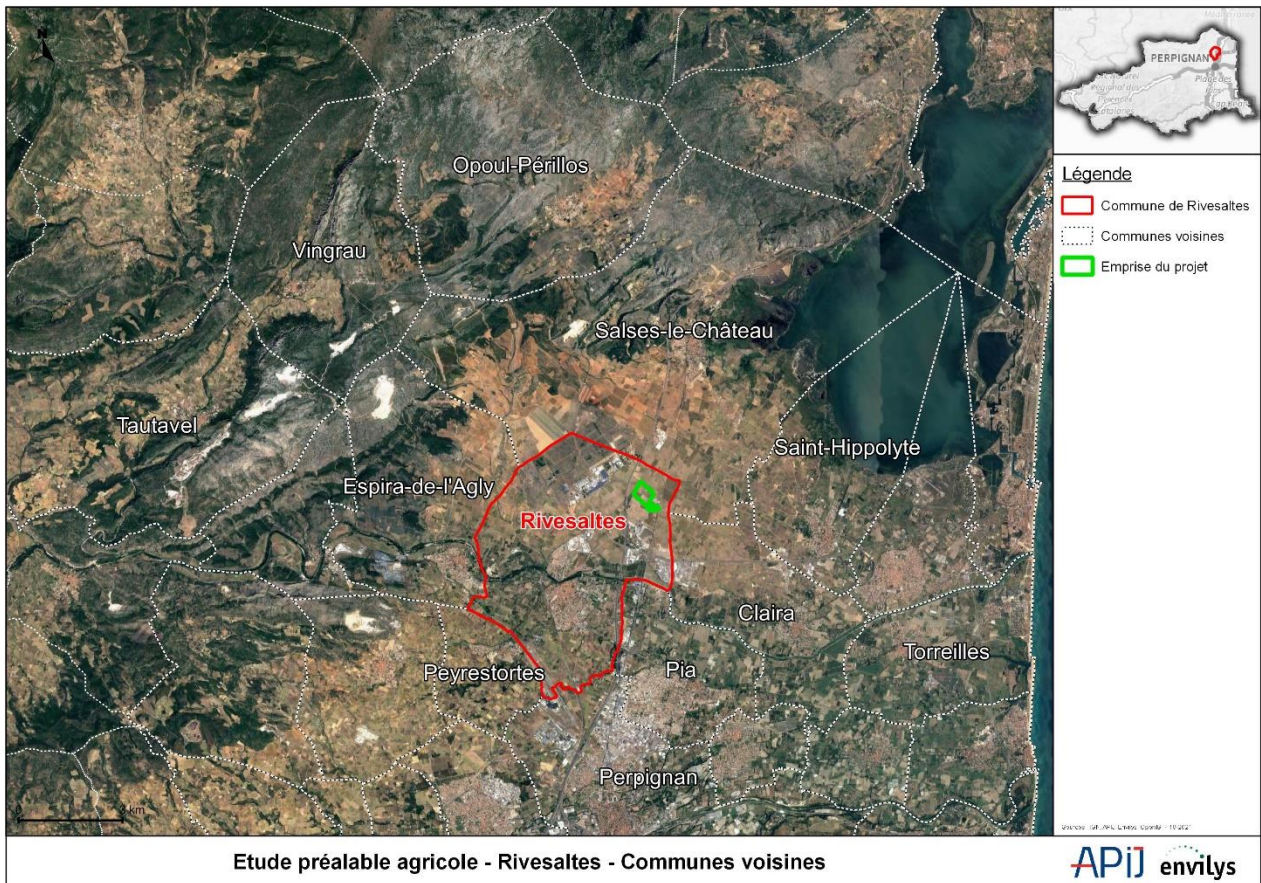 N
Opoul-Périllos
Vingrau
Salses-le-Château
Tautavel
Saint-Hippolyte
Espira-de-l'Agly
Rivesaltes
Claira
Torreilles
Peyrestortes
Pia
Perpignan
km
PERPIGNAN
Légende
Commune de Rivesaltes
Communes voisines
Emprise du projet
Etude préalable agricole - Rivesaltes - Communes voisines
APIJ envilys